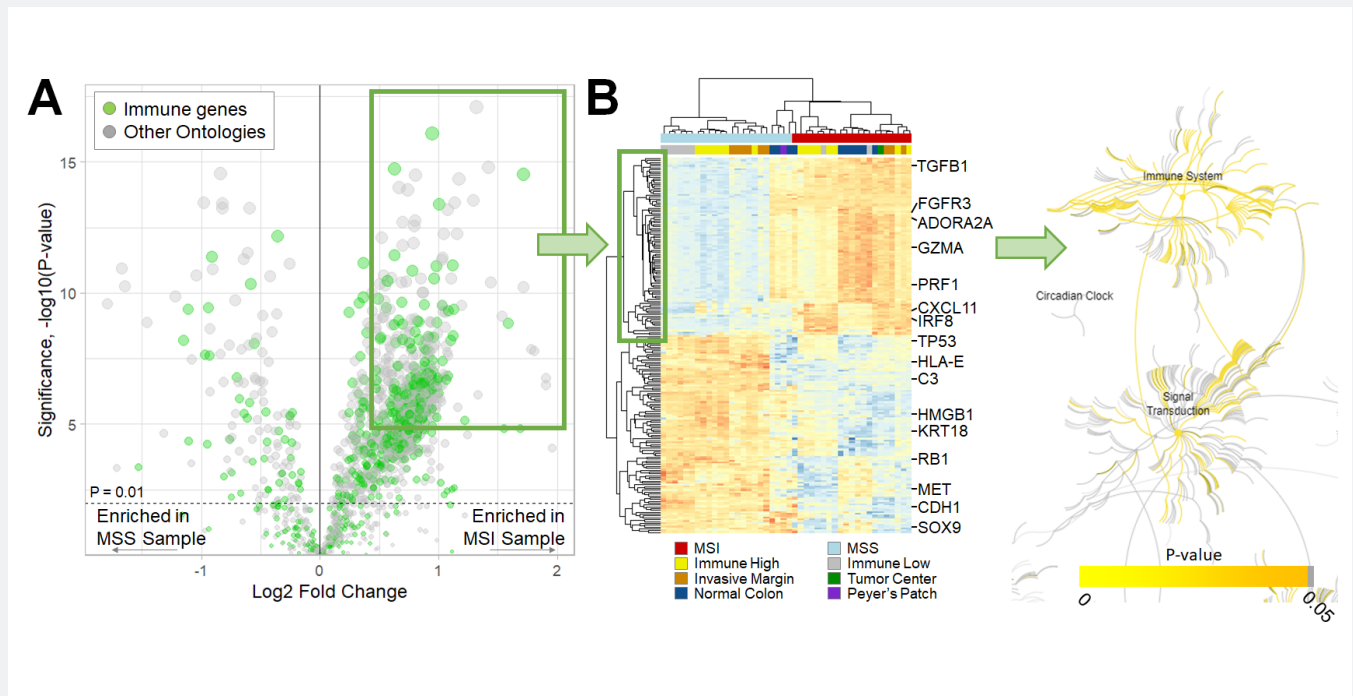 A
Immune genes
Other Ontologies
15
10
5
Significance, -log10(P-value)
P = 0.01
Enriched in
MSS Sample
Enriched in
MSI Sample
-1
0
1
2
Log2 Fold Change
B
TGFB1
FGFR3
ADORA2A
GZMA
PRF1
CXCL11
IRF8
TP53
HLA-E
C3
HMGB1
KRT18
RB1
MET
CDH1
SOX9
MSI
MSS
Immune High
Immune Low
Invasive Margin
Tumor Center
Normal Colon
Peyer's Patch
Immune System
Circadian Clock
Signal
Transduction
P-value
0
0.05